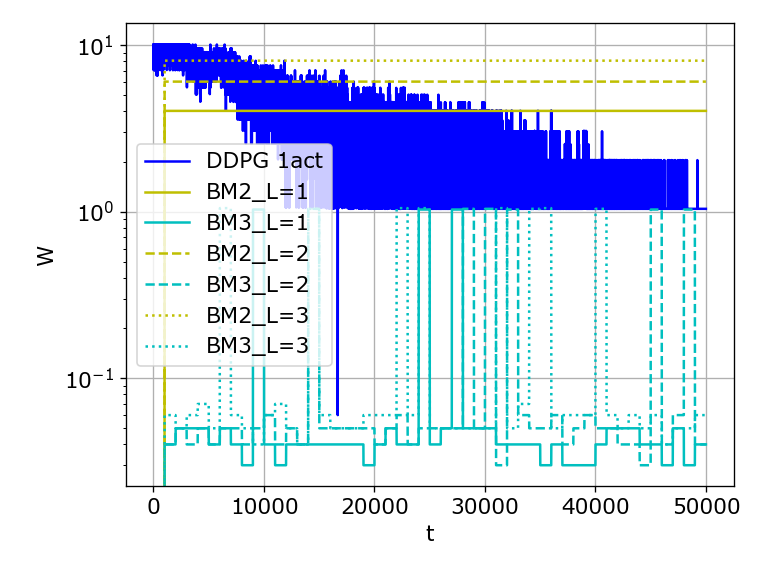 10¹
10⁰
10⁻¹
W
DDPG 1act
BM2_L=1
BM3_L=1
BM2_L=2
BM3_L=2
BM2_L=3
BM3_L=3
0 10000 20000 30000 40000 50000
t